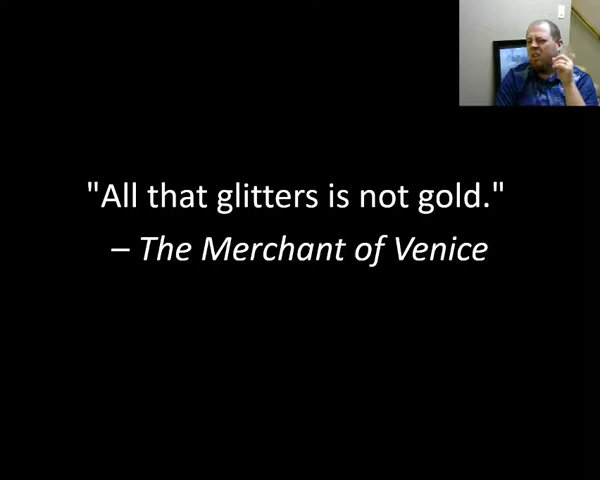 "All that glitters is not gold."
– The Merchant of Venice